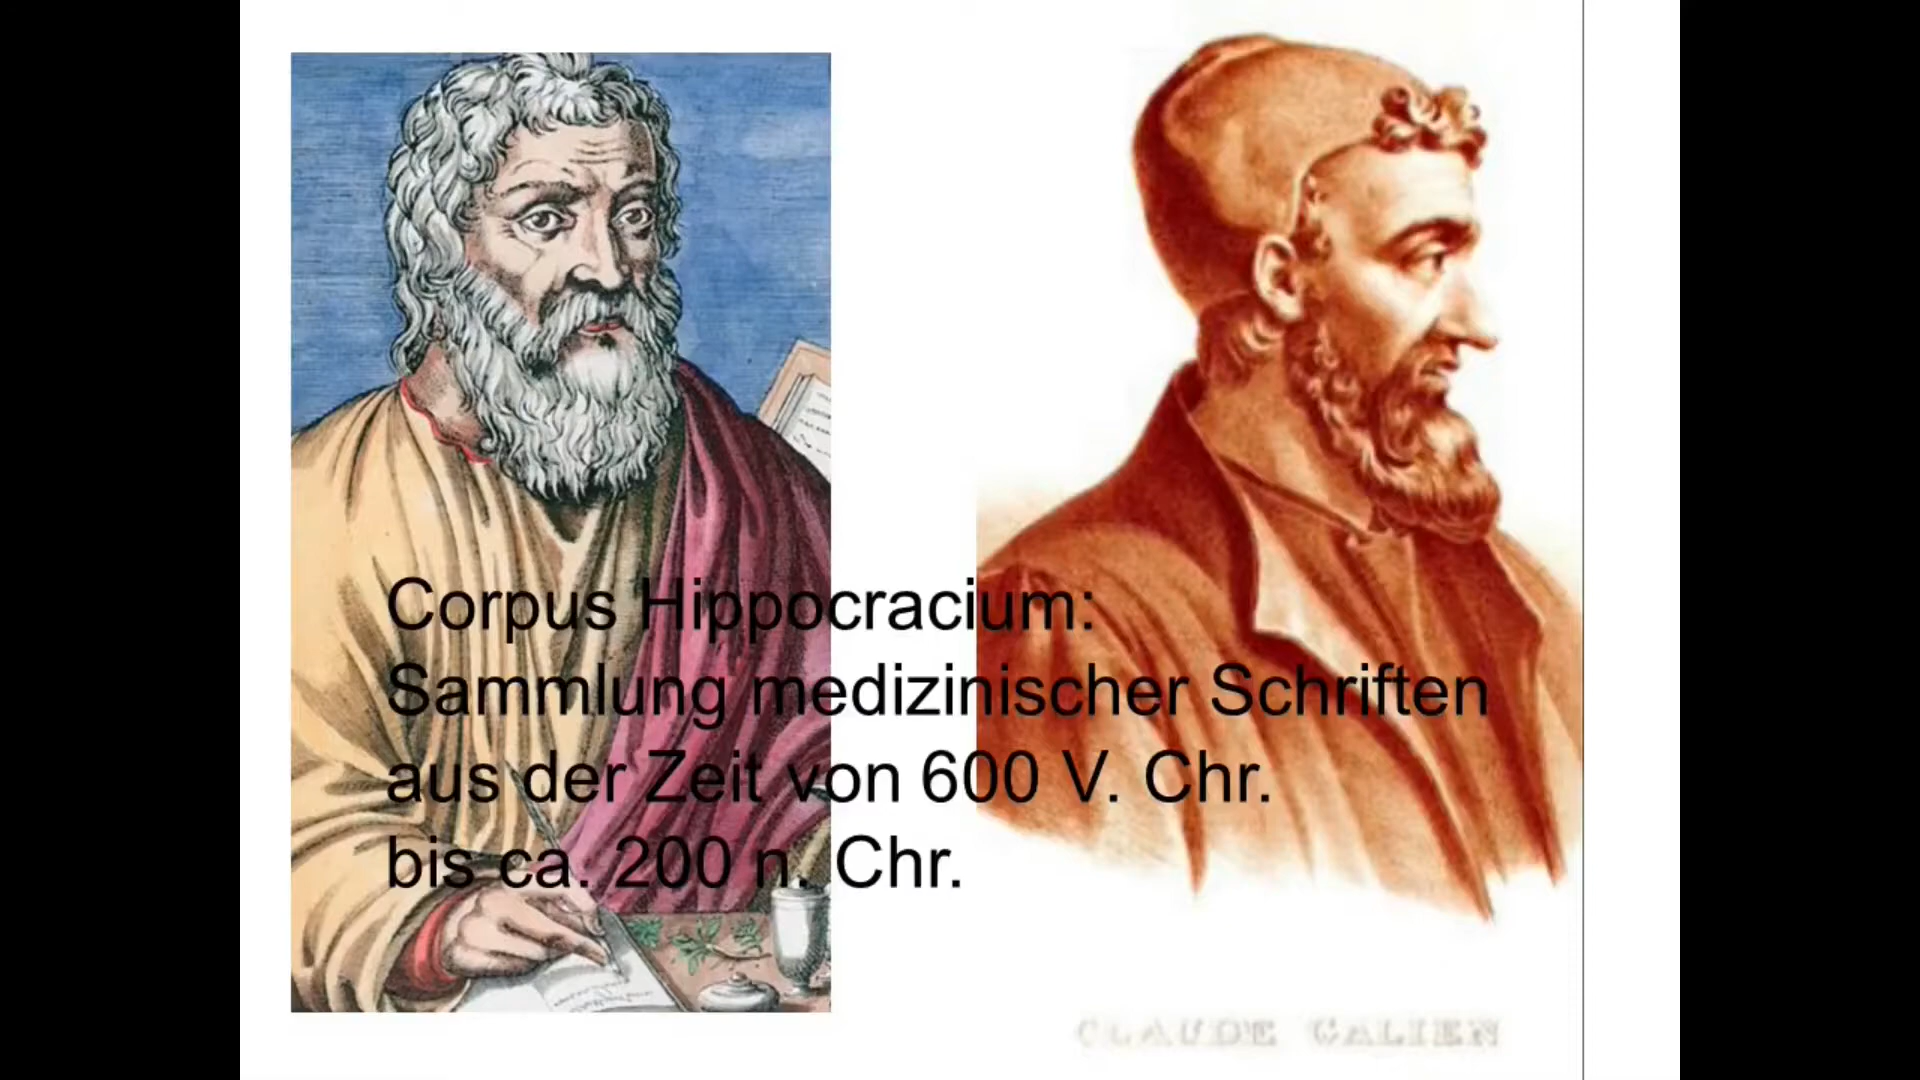 Corpus Hippocracium:
Sammlung medizinischer Schriften
aus der Zeit von 600 V. Chr.
bis ca. 200 n. Chr.
CLAUDE GALIEN